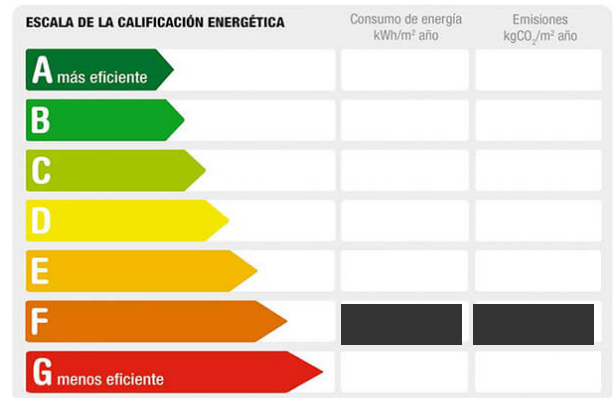 ESCALA DE LA CALIFICACIÓN ENERGÉTICA
Consumo de energía
kWh/m² año
Emisiones
kgCO₂/m² año
A más eficiente
B
C
D
E
F
G menos eficiente